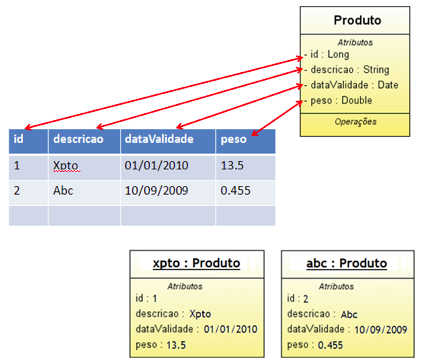 Produto
Atributos
- id : Long
- descricao : String
- dataValidade : Date
- peso : Double
Operações
id descricao dataValidade peso
1 Xpto 01/01/2010 13.5
2 Abc 10/09/2009 0.455
xpto : Produto
Atributos
id : 1
descricao : Xpto
dataValidade : 01/01/2010
peso : 13.5
abc : Produto
Atributos
id : 2
descricao : Abc
dataValidade : 10/09/2009
peso : 0.455